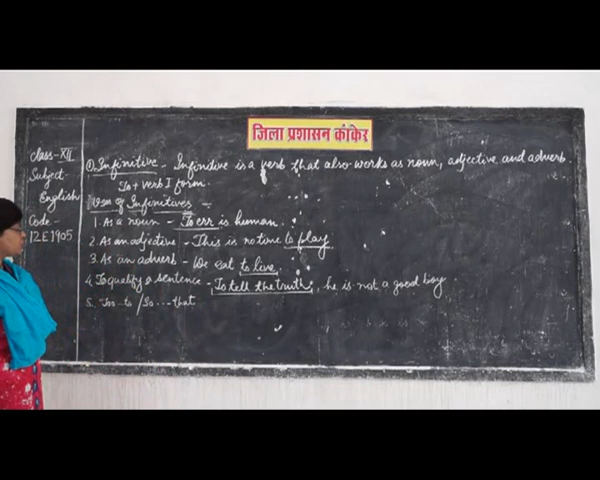 जिला प्रशासन कांकेर
Class-XII
Subject-
English
Code-
12E1905
① Infinitive - Infinitive is a verb that also works as noun, adjective and adverb.
To + verb I form.
Uses of Infinitives :-
1. As a noun - To err is human.
2. As an adjective - This is no time to play
3. As an adverb - We eat to live.
4. To qualify a sentence - To tell the truth, he is not a good boy
5. Too...to / So...that